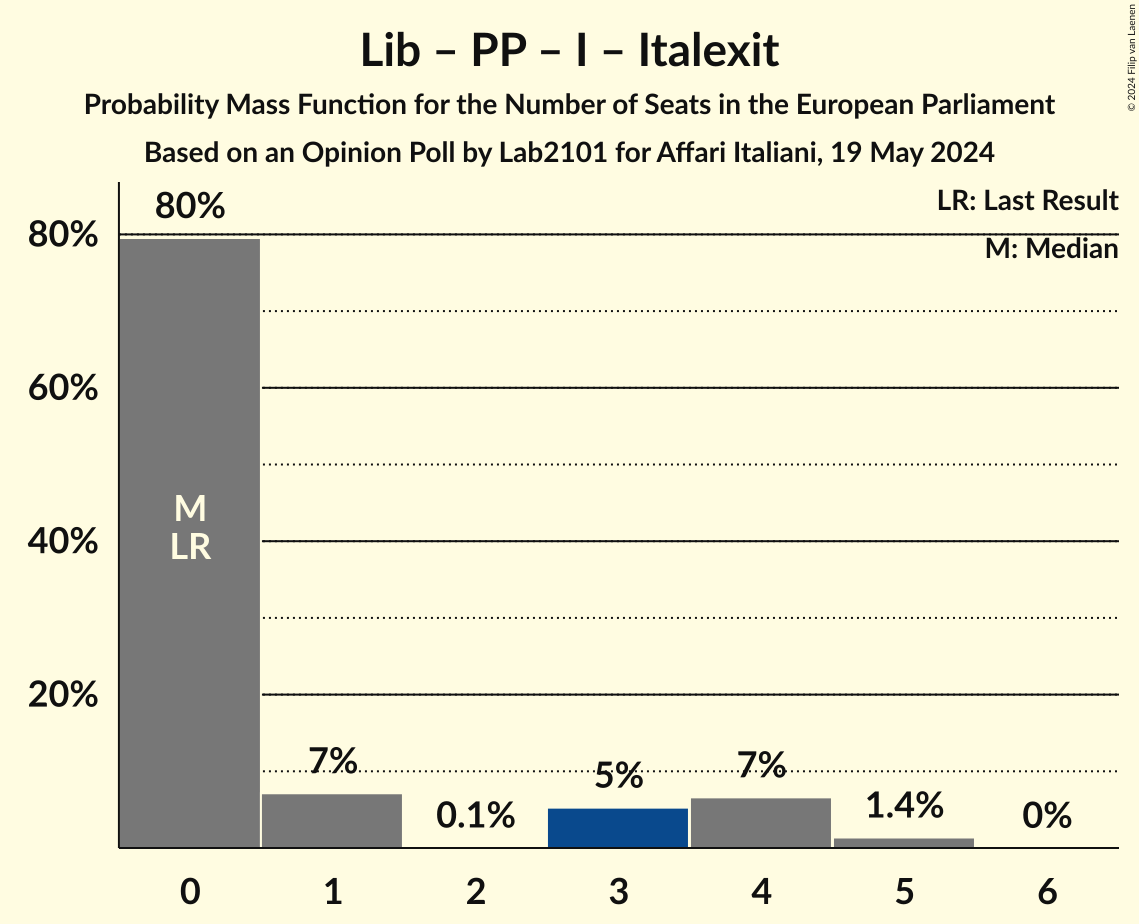 Lib – PP – I – Italexit
Probability Mass Function for the Number of Seats in the European Parliament
Based on an Opinion Poll by Lab2101 for Affari Italiani, 19 May 2024
© 2024 Filip van Laenen
LR: Last Result
M: Median
80%
60%
40%
20%
80%
M
LR
7%
0.1%
5%
7%
1.4%
0%
0 1 2 3 4 5 6